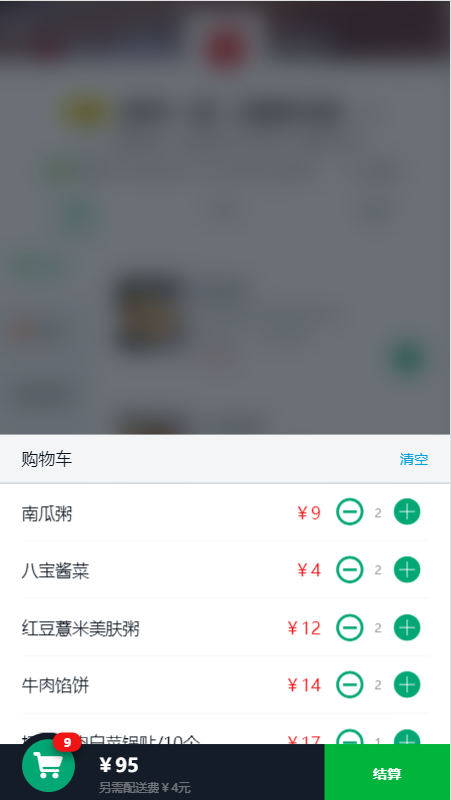 购物车 清空
南瓜粥 ¥9 2
八宝酱菜 ¥4 2
红豆薏米美肤粥 ¥12 2
牛肉馅饼 ¥14 2
肉白菜锅贴/10个 ¥17 1
9
¥95
另需配送费¥4元
结算